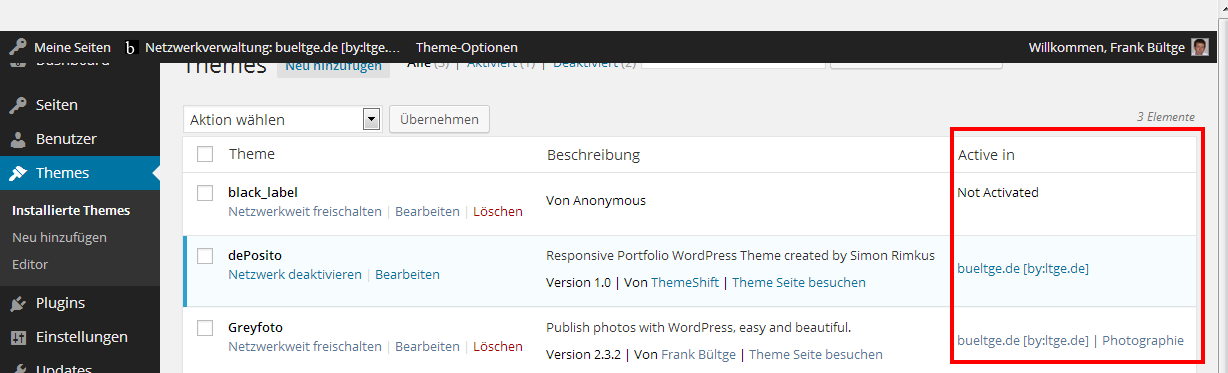 Meine Seiten b Netzwerkverwaltung: bueltge.de [by:ltge.… Theme-Optionen Willkommen, Frank Bültge
Dashboard Themes Neu hinzufügen Alle (3) | Aktiviert (1) | Deaktiviert (2)
Seiten
Benutzer
Themes
Installierte Themes
Neu hinzufügen
Editor
Plugins
Einstellungen
Updates
Aktion wählen Übernehmen 3 Elemente
Theme Beschreibung Active in
black_label
Netzwerkweit freischalten | Bearbeiten | Löschen
Von Anonymous
Not Activated
dePosito
Netzwerk deaktivieren | Bearbeiten
Responsive Portfolio WordPress Theme created by Simon Rimkus
Version 1.0 | Von ThemeShift | Theme Seite besuchen
bueltge.de [by:ltge.de]
Greyfoto
Netzwerkweit freischalten | Bearbeiten | Löschen
Publish photos with WordPress, easy and beautiful.
Version 2.3.2 | Von Frank Bültge | Theme Seite besuchen
bueltge.de [by:ltge.de] | Photographie